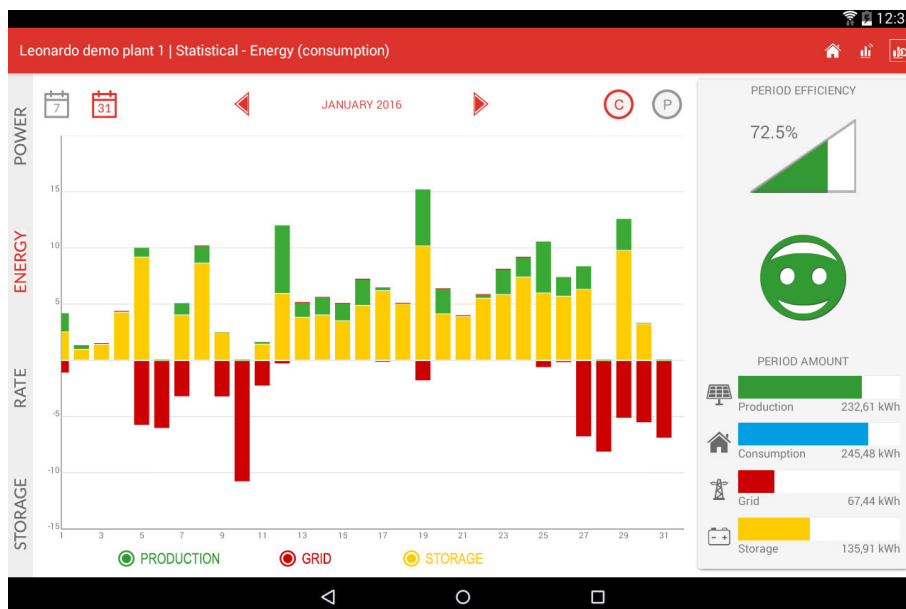 12:3
Leonardo demo plant 1 | Statistical - Energy (consumption)
POWER
ENERGY
RATE
STORAGE
7
31
JANUARY 2016
C
P
15
10
5
0
-5
-10
-15
1 3 5 7 9 11 13 15 17 19 21 23 25 27 29 31
PRODUCTION GRID STORAGE
PERIOD EFFICIENCY
72.5%
PERIOD AMOUNT
Production 232,61 kWh
Consumption 245,48 kWh
Grid 67,44 kWh
Storage 135,91 kWh